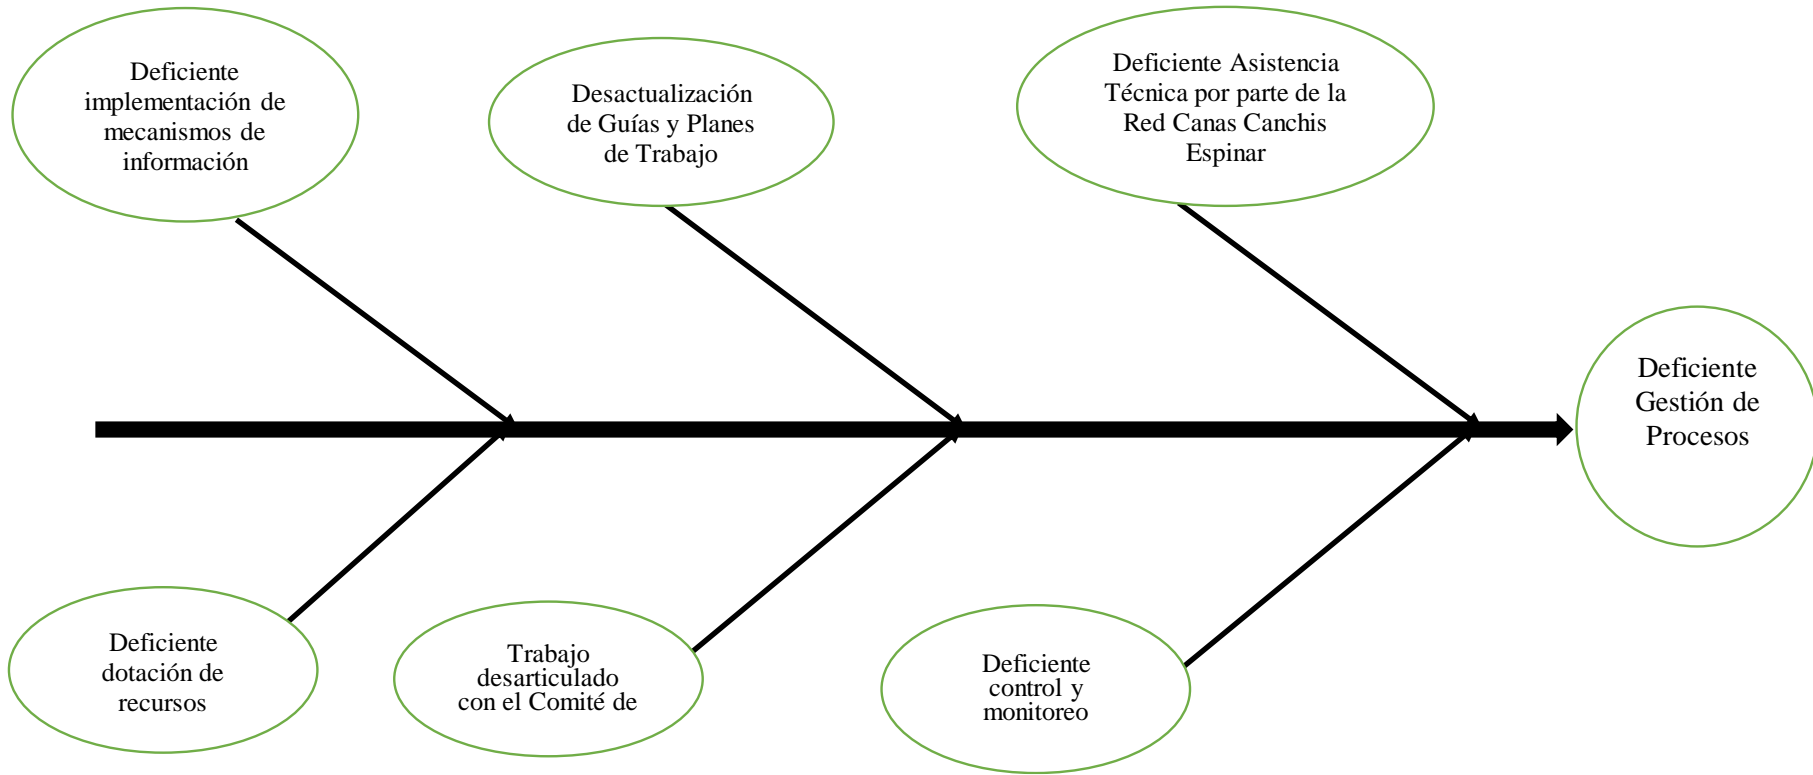 Deficiente
implementación de
mecanismos de
información
Desactualización
de Guías y Planes
de Trabajo
Deficiente Asistencia
Técnica por parte de la
Red Canas Canchis
Espinar
Deficiente
Gestión de
Procesos
Deficiente
dotación de
recursos
Trabajo
desarticulado
con el Comité de
Deficiente
control y
monitoreo